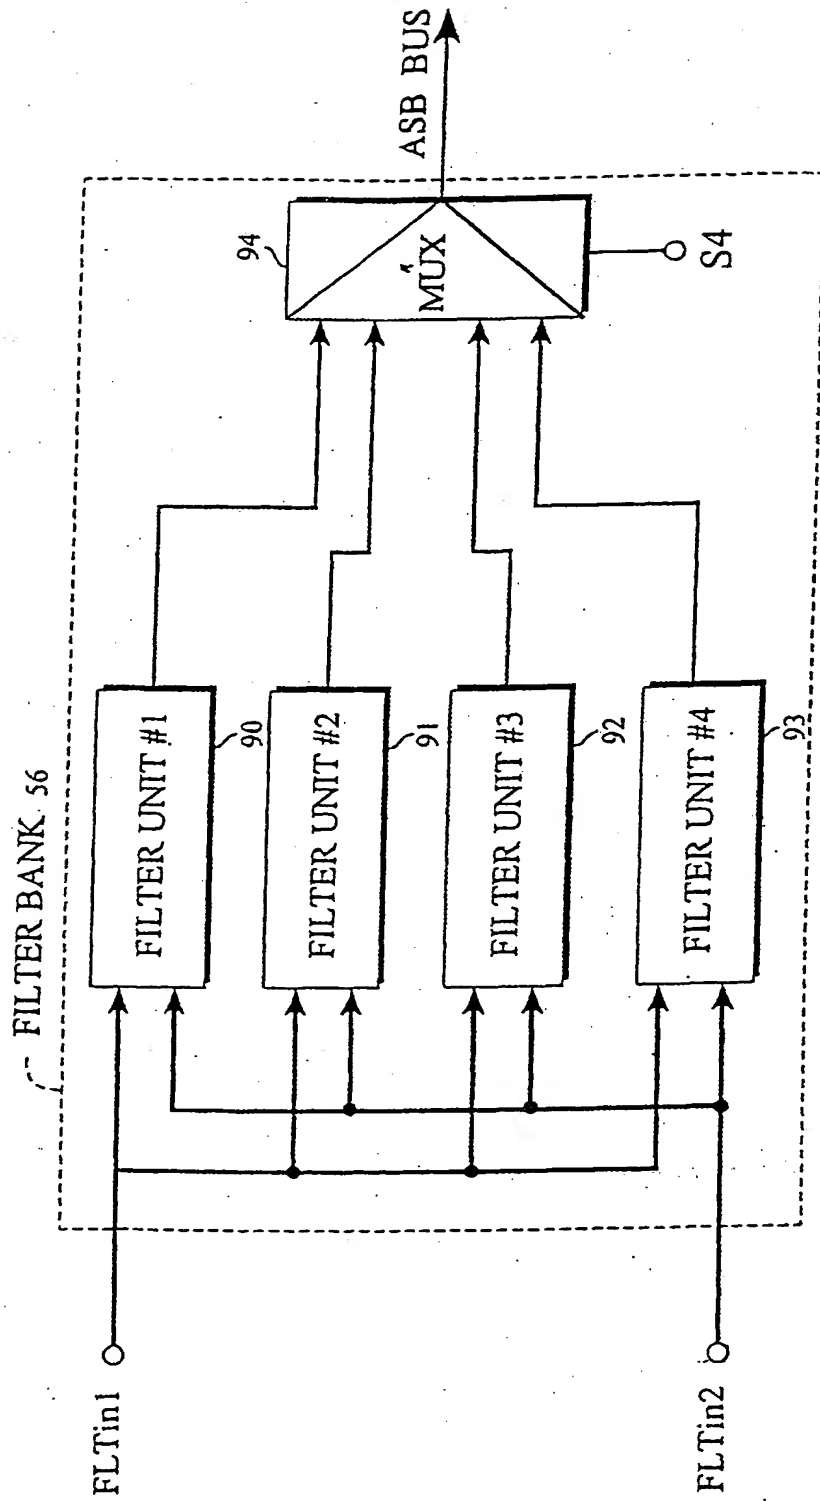 FILTER BANK 56
FLTin1
FLTin2
FILTER UNIT #1
90
FILTER UNIT #2
91
FILTER UNIT #3
92
FILTER UNIT #4
93
94
MUX
S4
ASB BUS